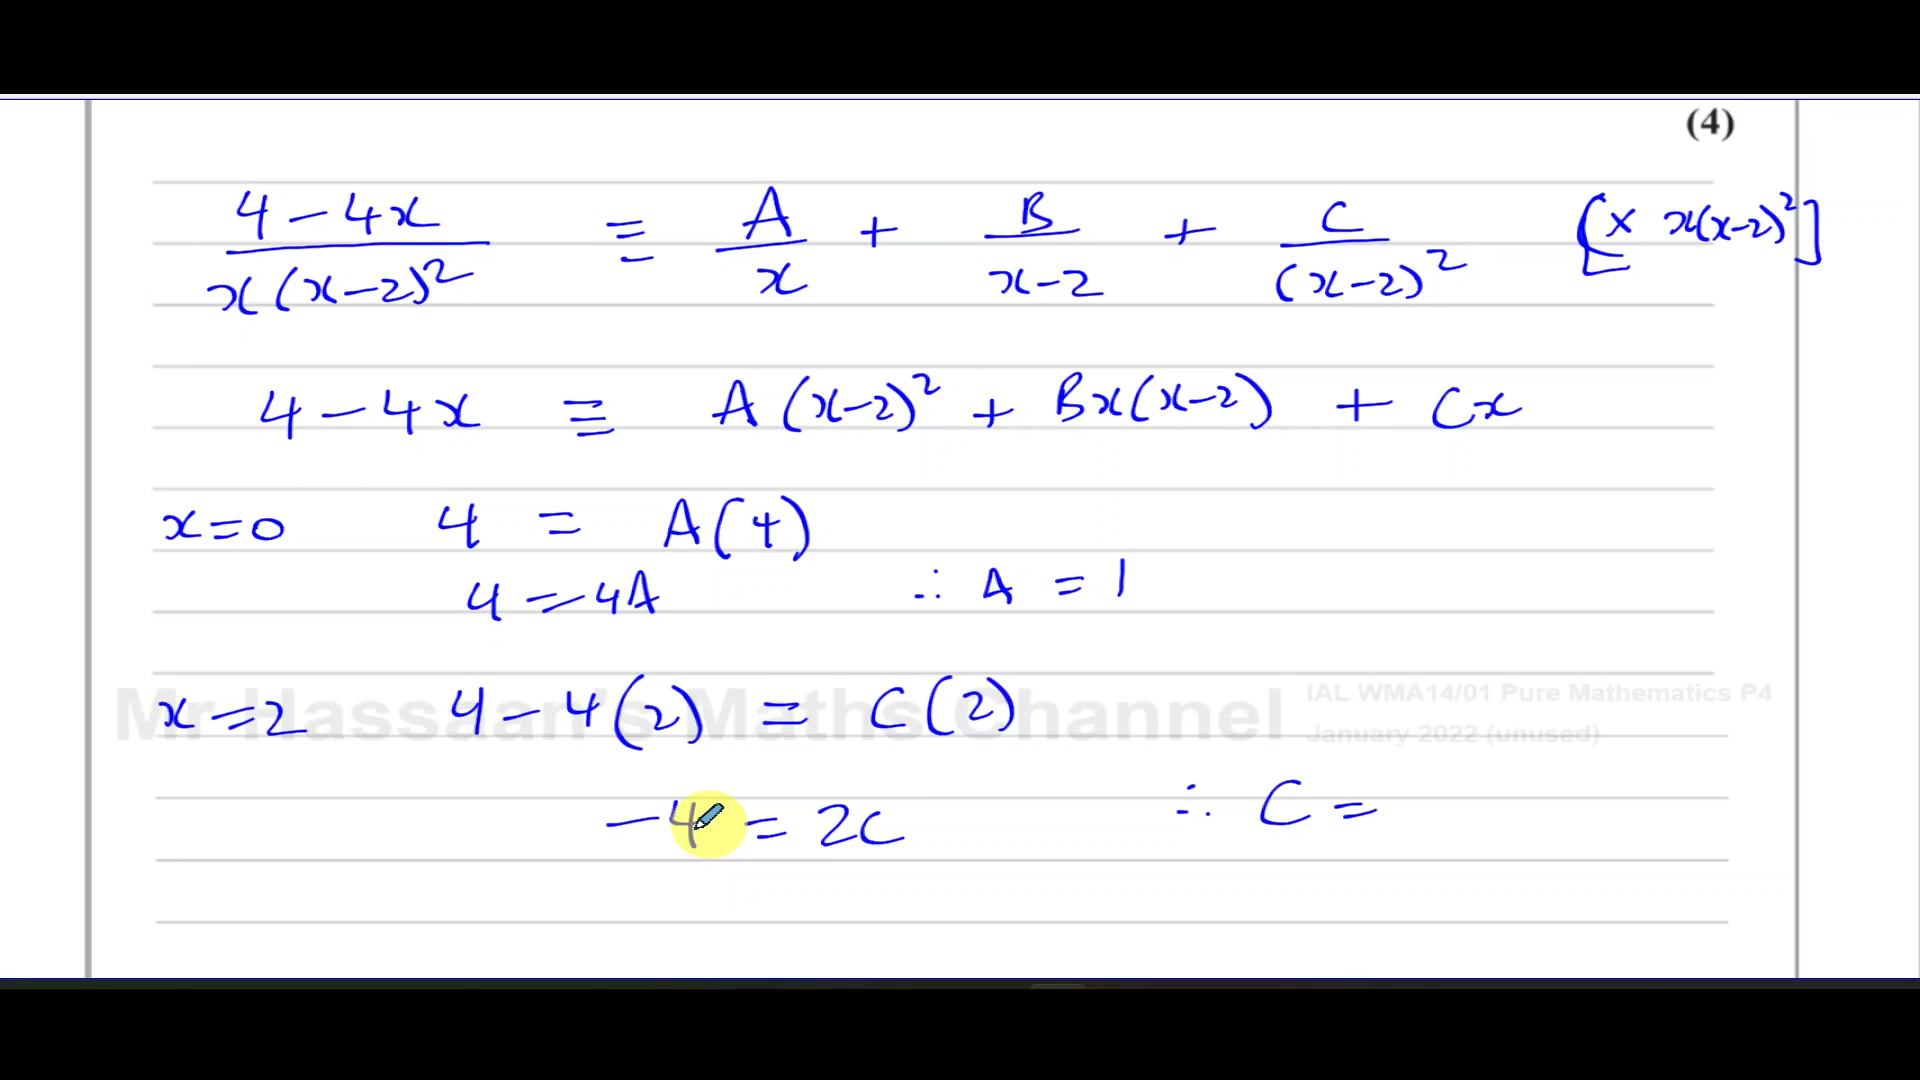 (4)
4 - 4x / x(x-2)² ≡ A/x + B/x-2 + C/(x-2)² [× x(x-2)²]
4 - 4x ≡ A(x-2)² + Bx(x-2) + Cx
x=0 4 = A(4)
4 = 4A ∴ A = 1
x=2 4 - 4(2) = C(2)
Mr Hassaan's Maths Channel
IAL WMA14/01 Pure Mathematics P4
January 2022 (unused)
-4 = 2C ∴ C =